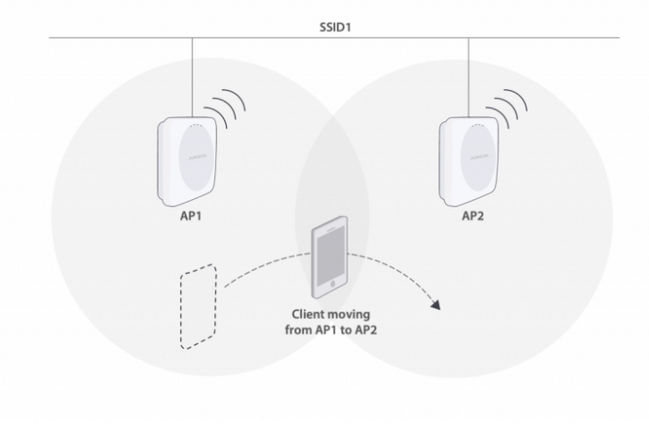 SSID1
AP1
AP2
Client moving
from AP1 to AP2